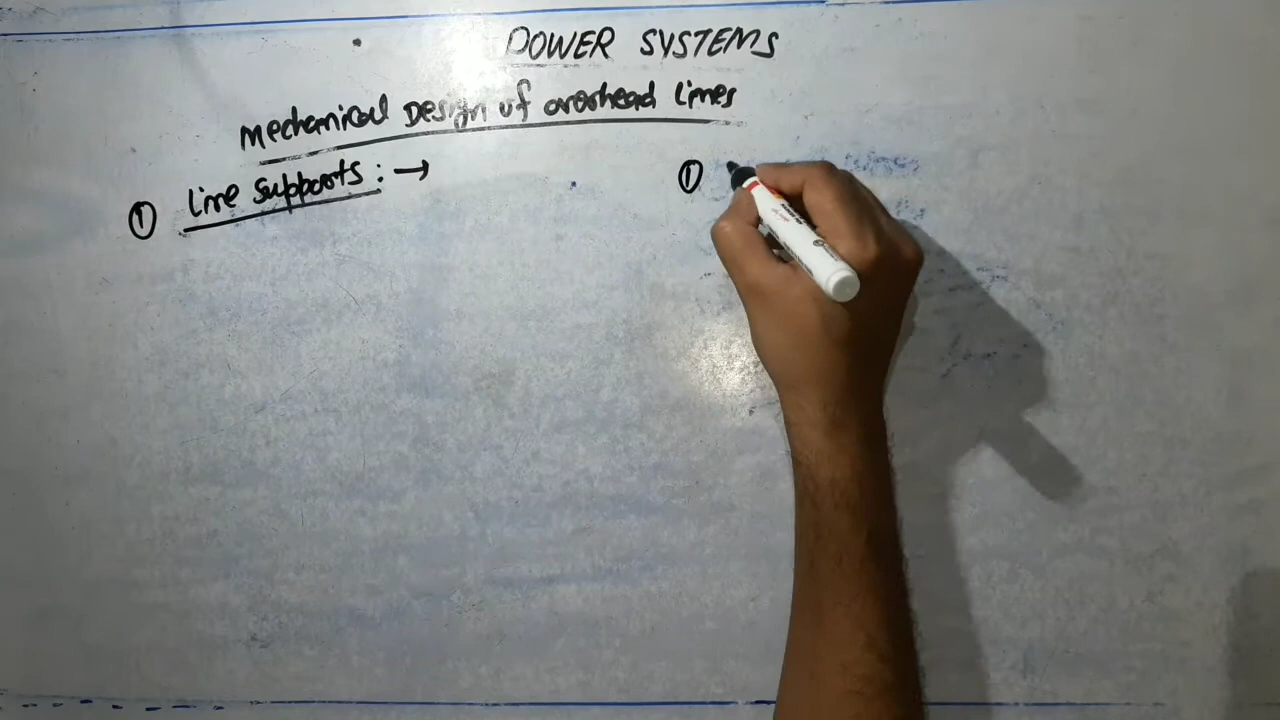 POWER SYSTEMS
Mechanical Design of overhead Lines
① Line supports : →
①